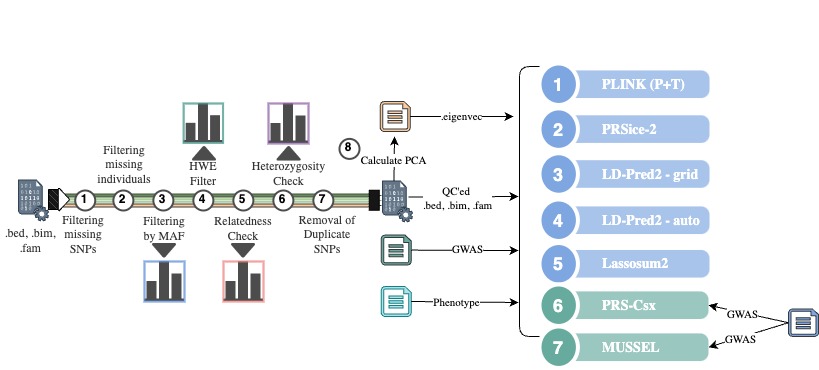 .bed, .bim,
.fam
1
Filtering
missing
SNPs
2
Filtering
missing
individuals
3
Filtering
by MAF
4
HWE
Filter
5
Relatedness
Check
6
Heterozygosity
Check
7
Removal of
Duplicate
SNPs
8
Calculate PCA
.eigenvec
QC'ed
.bed, .bim, .fam
GWAS
Phenotype
1 PLINK (P+T)
2 PRSice-2
3 LD-Pred2 - grid
4 LD-Pred2 - auto
5 Lassosum2
6 PRS-Csx
7 MUSSEL
GWAS
GWAS